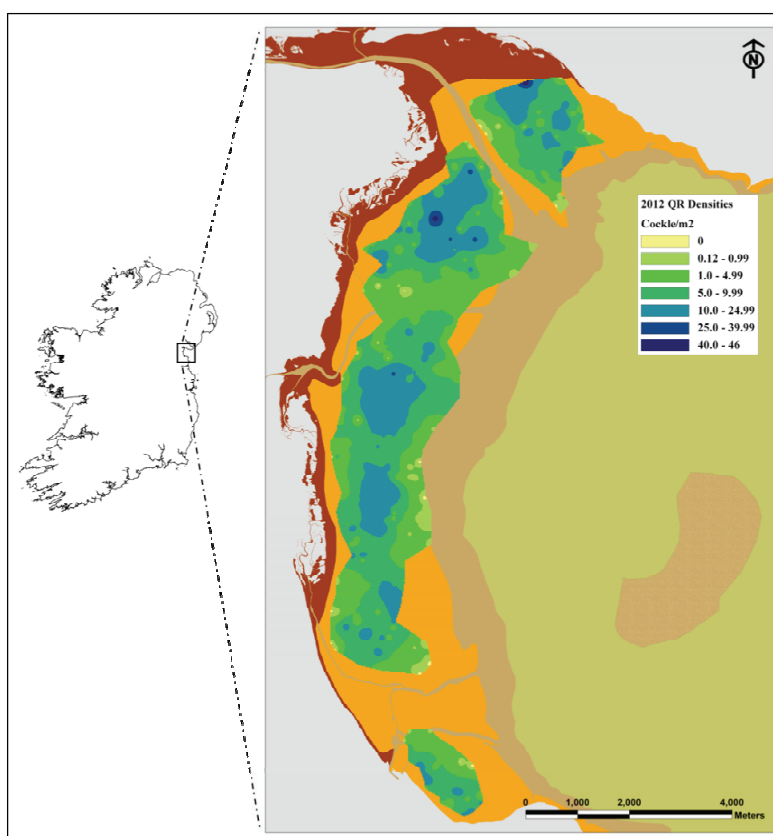 N
2012 QR Densities
Cockle/m2
0
0.12 - 0.99
1.0 - 4.99
5.0 - 9.99
10.0 - 24.99
25.0 - 39.99
40.0 - 46
0 1,000 2,000 4,000
Meters